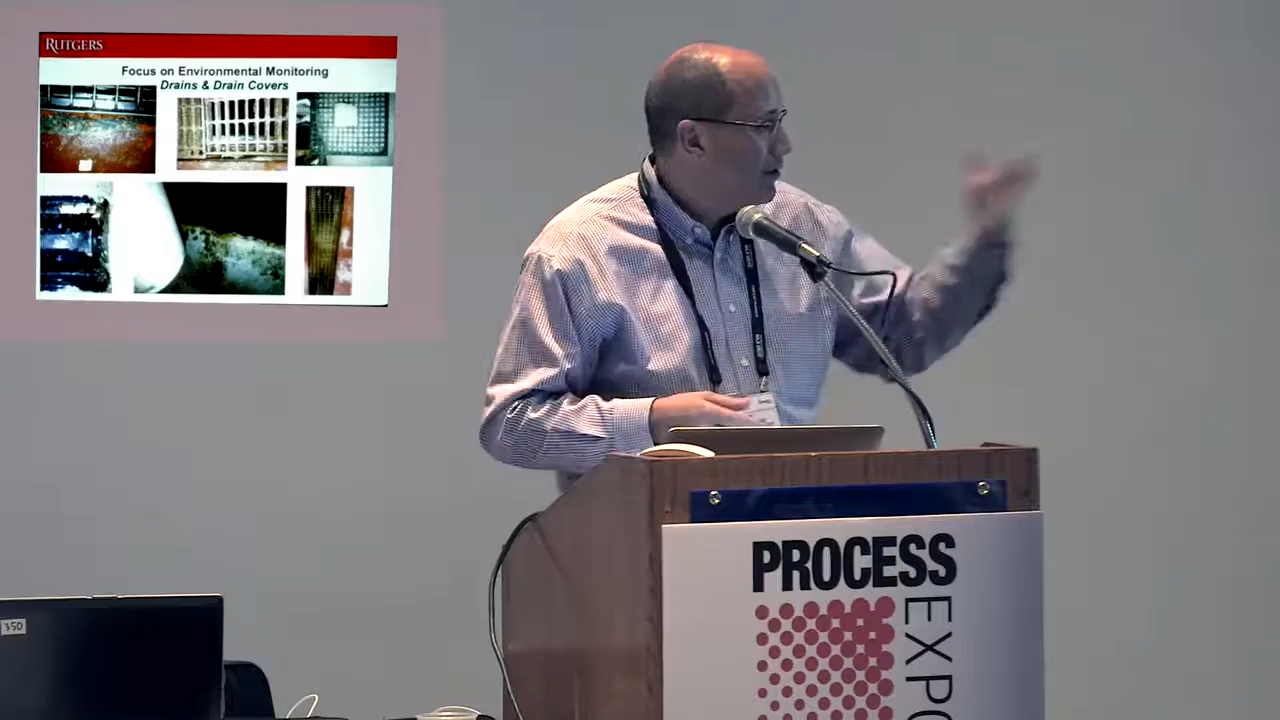 RUTGERS
Focus on Environmental Monitoring
Drains & Drain Covers
PROCESS
EXPO
350